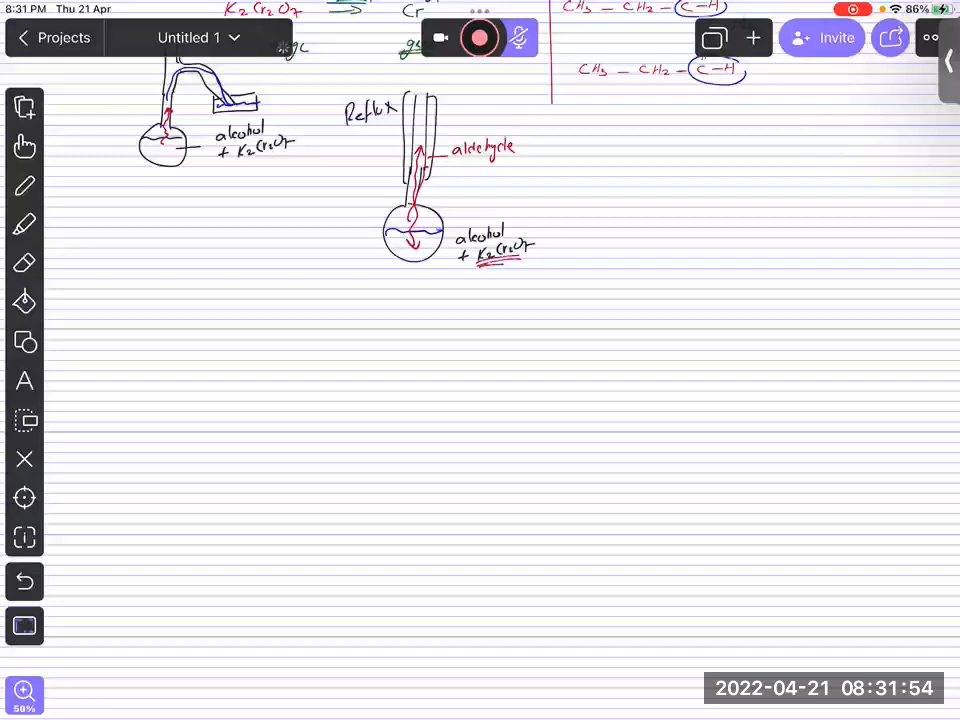 8:31 PM Thu 21 Apr
86%
Projects
Untitled 1
Invite
K2Cr2O7
Cr
CH3 – CH2 – C–H
CH3 – CH2 – C–H
Reflux
aldehyde
alcohol
+ K2Cr2O7
alcohol
+ K2Cr2O7
A
50%
2022-04-21 08:31:54